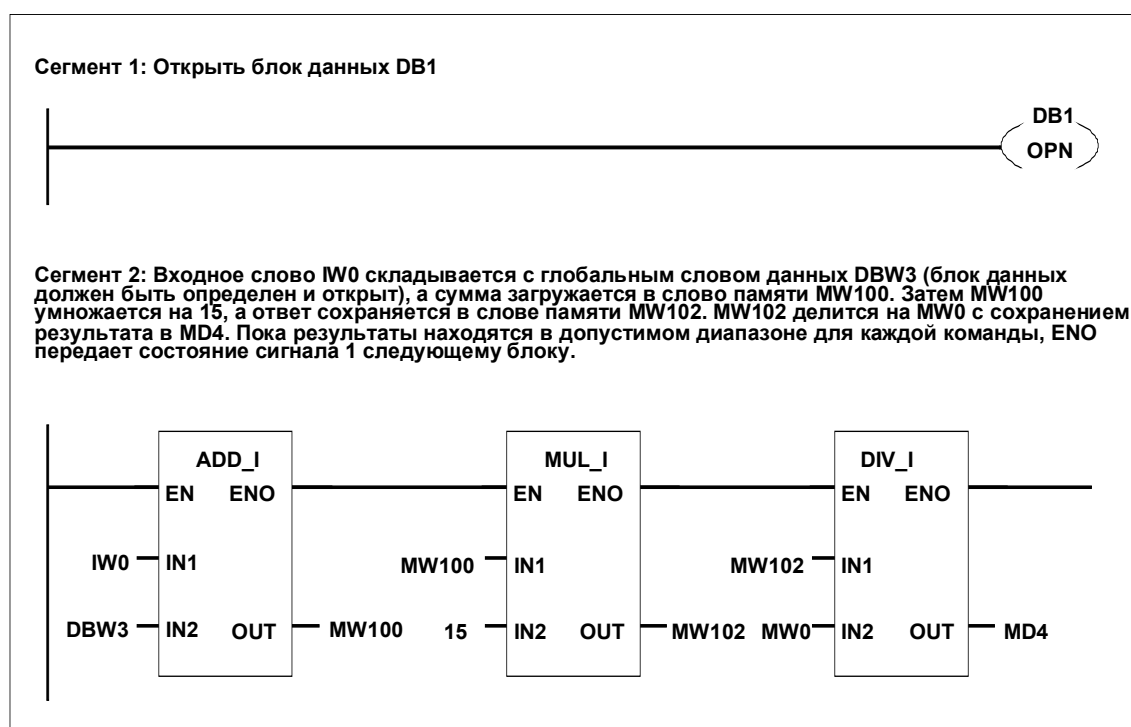 Сегмент 1: Открыть блок данных DB1
DB1
OPN
Сегмент 2: Входное слово IW0 складывается с глобальным словом данных DBW3 (блок данных
должен быть определен и открыт), а сумма загружается в слово памяти MW100. Затем MW100
умножается на 15, а ответ сохраняется в слове памяти MW102. MW102 делится на MW0 с сохранением
результата в MD4. Пока результаты находятся в допустимом диапазоне для каждой команды, ENO
передает состояние сигнала 1 следующему блоку.
ADD_I MUL_I DIV_I
EN ENO EN ENO EN ENO
IW0 IN1 MW100 IN1 MW102 IN1
DBW3 IN2 OUT MW100 15 IN2 OUT MW102 MW0 IN2 OUT MD4